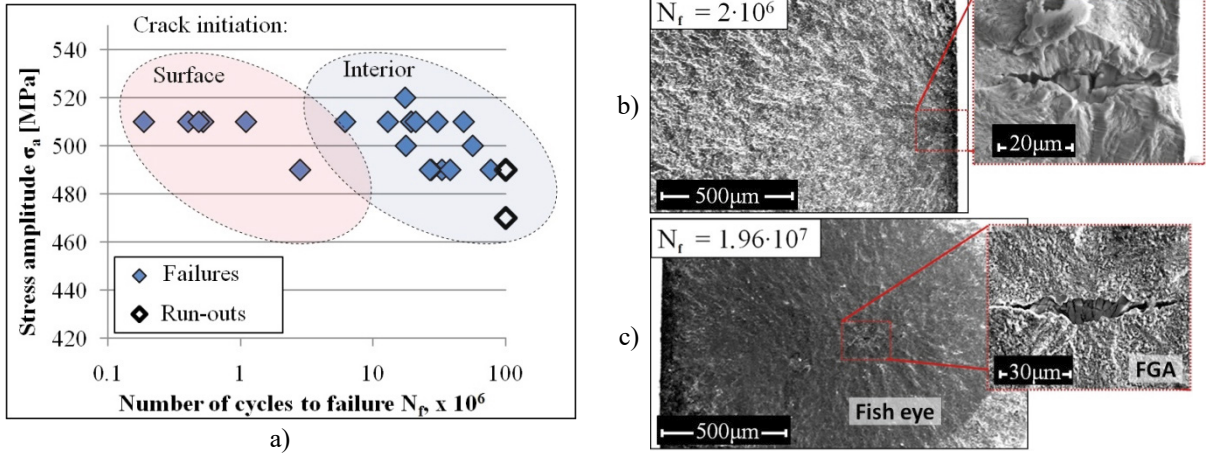 Crack initiation:
Surface
Interior
Stress amplitude σa [MPa]
540
520
500
480
460
440
420
Failures
Run-outs
0.1
1
10
100
Number of cycles to failure Nf, x 10⁶
a)
b)
Nf = 2·10⁶
500µm
20µm
c)
Nf = 1.96·10⁷
500µm
Fish eye
30µm
FGA